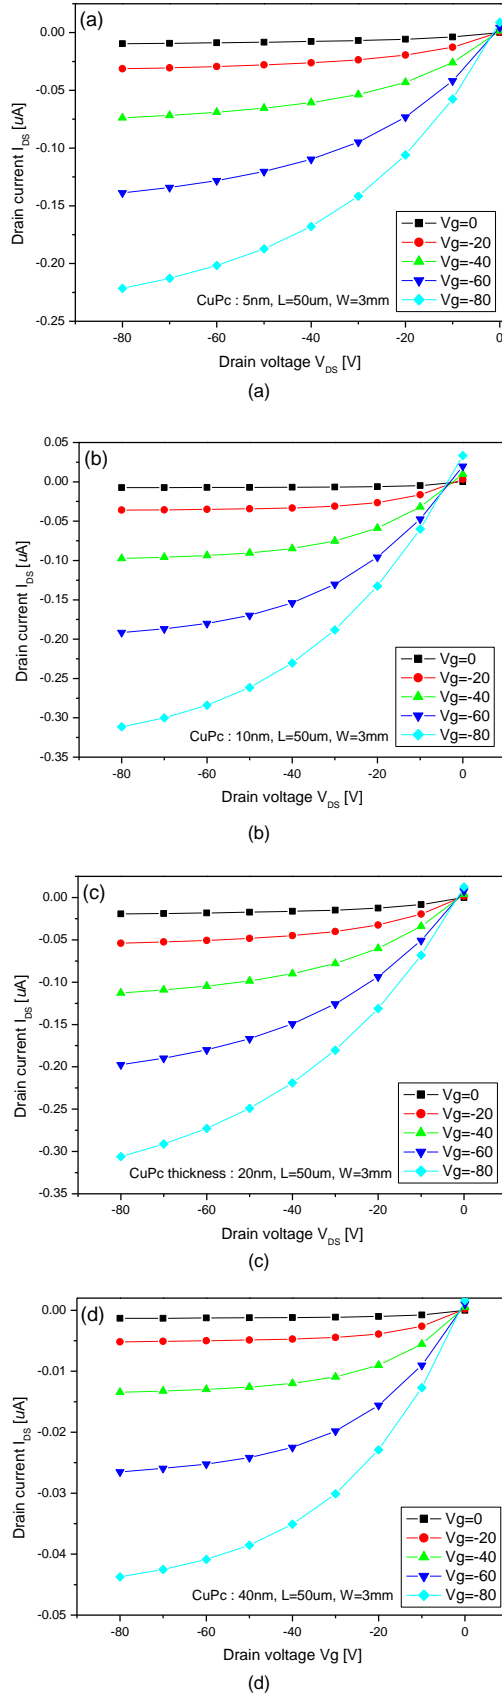 (a)
0.00
-0.05
-0.10
-0.15
-0.20
-0.25
Drain current I_DS [uA]
Vg=0
Vg=-20
Vg=-40
Vg=-60
Vg=-80
CuPc : 5nm, L=50um, W=3mm
-80 -60 -40 -20 0
Drain voltage V_DS [V]
(a)
(b)
0.05
0.00
-0.05
-0.10
-0.15
-0.20
-0.25
-0.30
-0.35
Drain current I_DS [uA]
Vg=0
Vg=-20
Vg=-40
Vg=-60
Vg=-80
CuPc : 10nm, L=50um, W=3mm
-80 -60 -40 -20 0
Drain voltage V_DS [V]
(b)
(c)
0.00
-0.05
-0.10
-0.15
-0.20
-0.25
-0.30
-0.35
Drain current I_DS [uA]
Vg=0
Vg=-20
Vg=-40
Vg=-60
Vg=-80
CuPc thickness : 20nm, L=50um, W=3mm
-80 -60 -40 -20 0
Drain voltage V_DS [V]
(c)
(d)
0.00
-0.01
-0.02
-0.03
-0.04
-0.05
Drain current I_DS [uA]
Vg=0
Vg=-20
Vg=-40
Vg=-60
Vg=-80
CuPc : 40nm, L=50um, W=3mm
-80 -60 -40 -20 0
Drain voltage Vg [V]
(d)